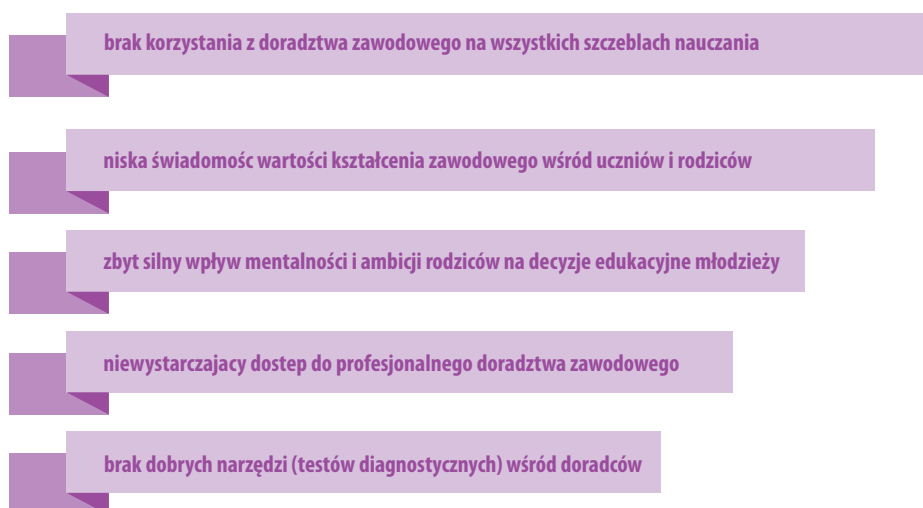 brak korzystania z doradztwa zawodowego na wszystkich szczeblach nauczania
niska świadomośc wartości kształcenia zawodowego wśród uczniów i rodziców
zbyt silny wpływ mentalności i ambicji rodziców na decyzje edukacyjne młodzieży
niewystarczajacy dostep do profesjonalnego doradztwa zawodowego
brak dobrych narzędzi (testów diagnostycznych) wśród doradców